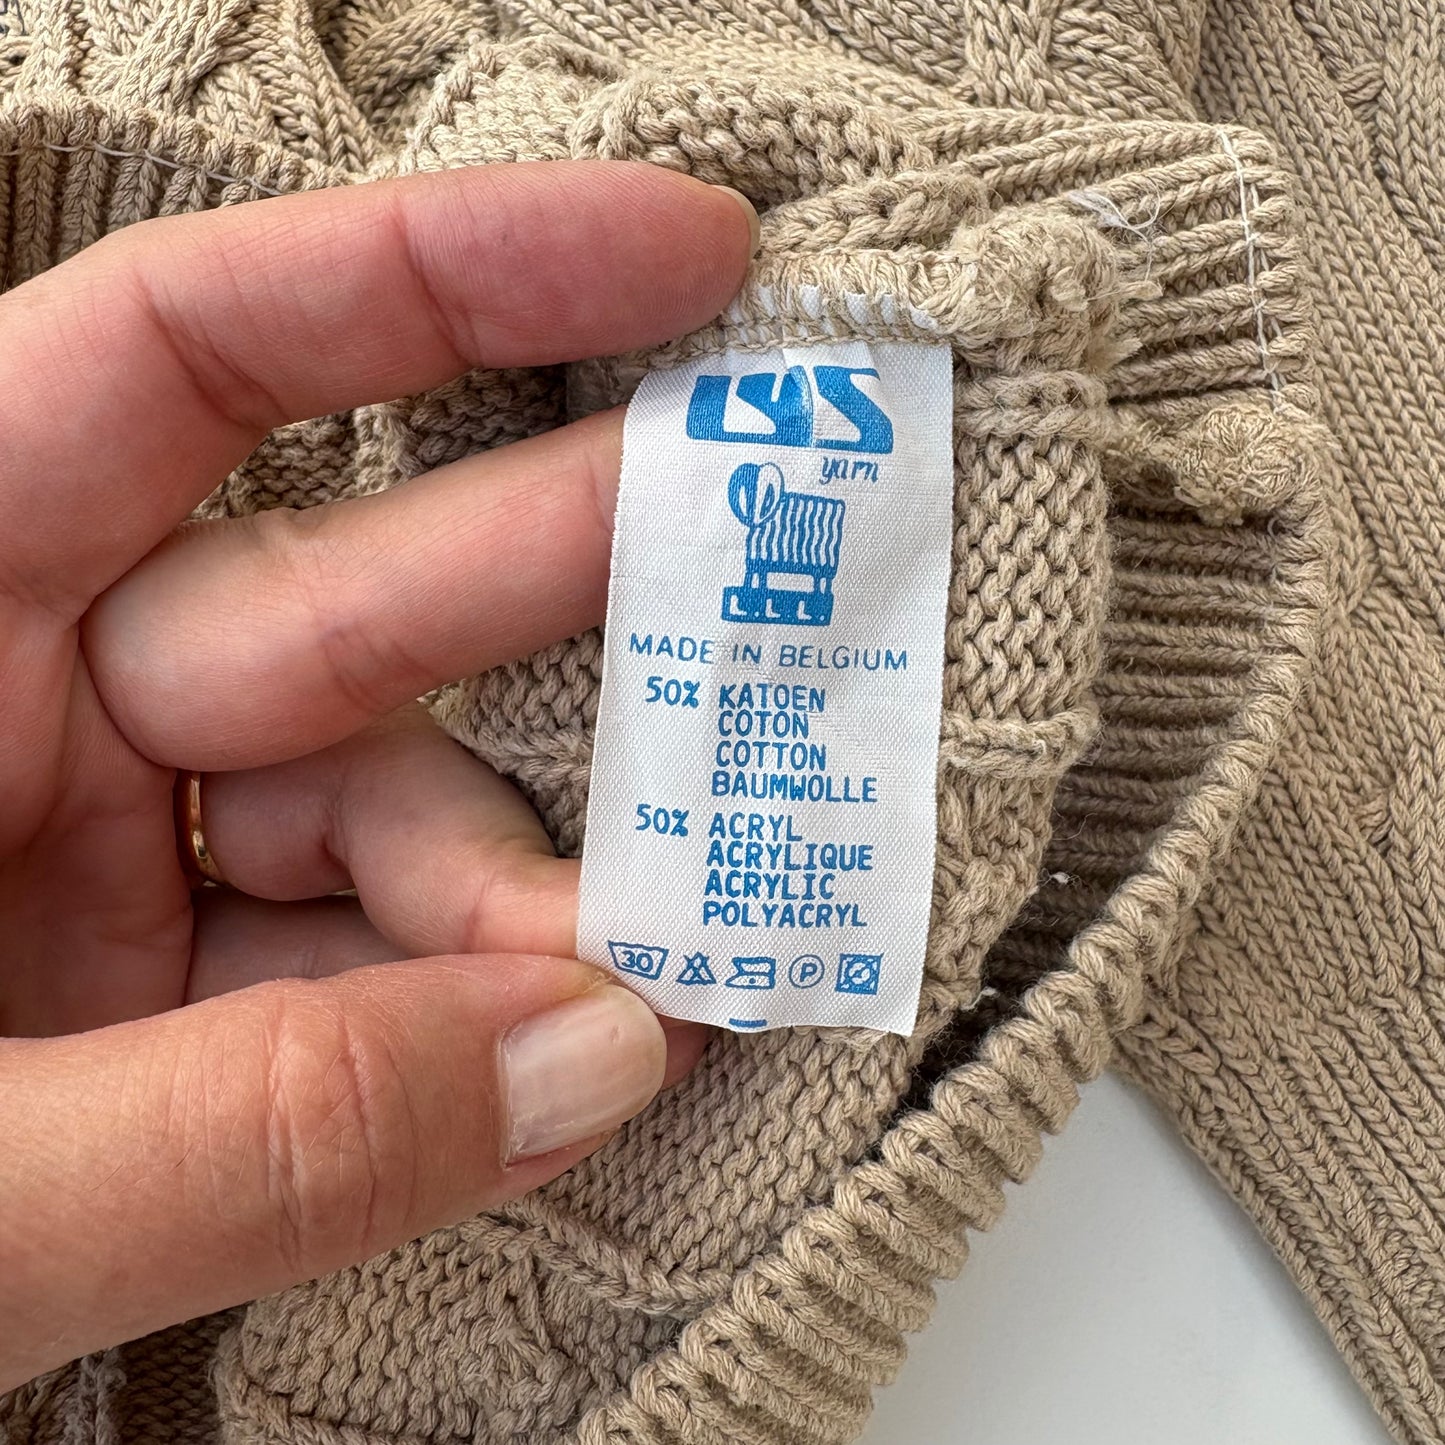 LYS
yarn
L.L.L.
MADE IN BELGIUM
50% KATOEN
COTON
COTTON
BAUMWOLLE
50% ACRYL
ACRYLIQUE
ACRYLIC
POLYACRYL
30 P